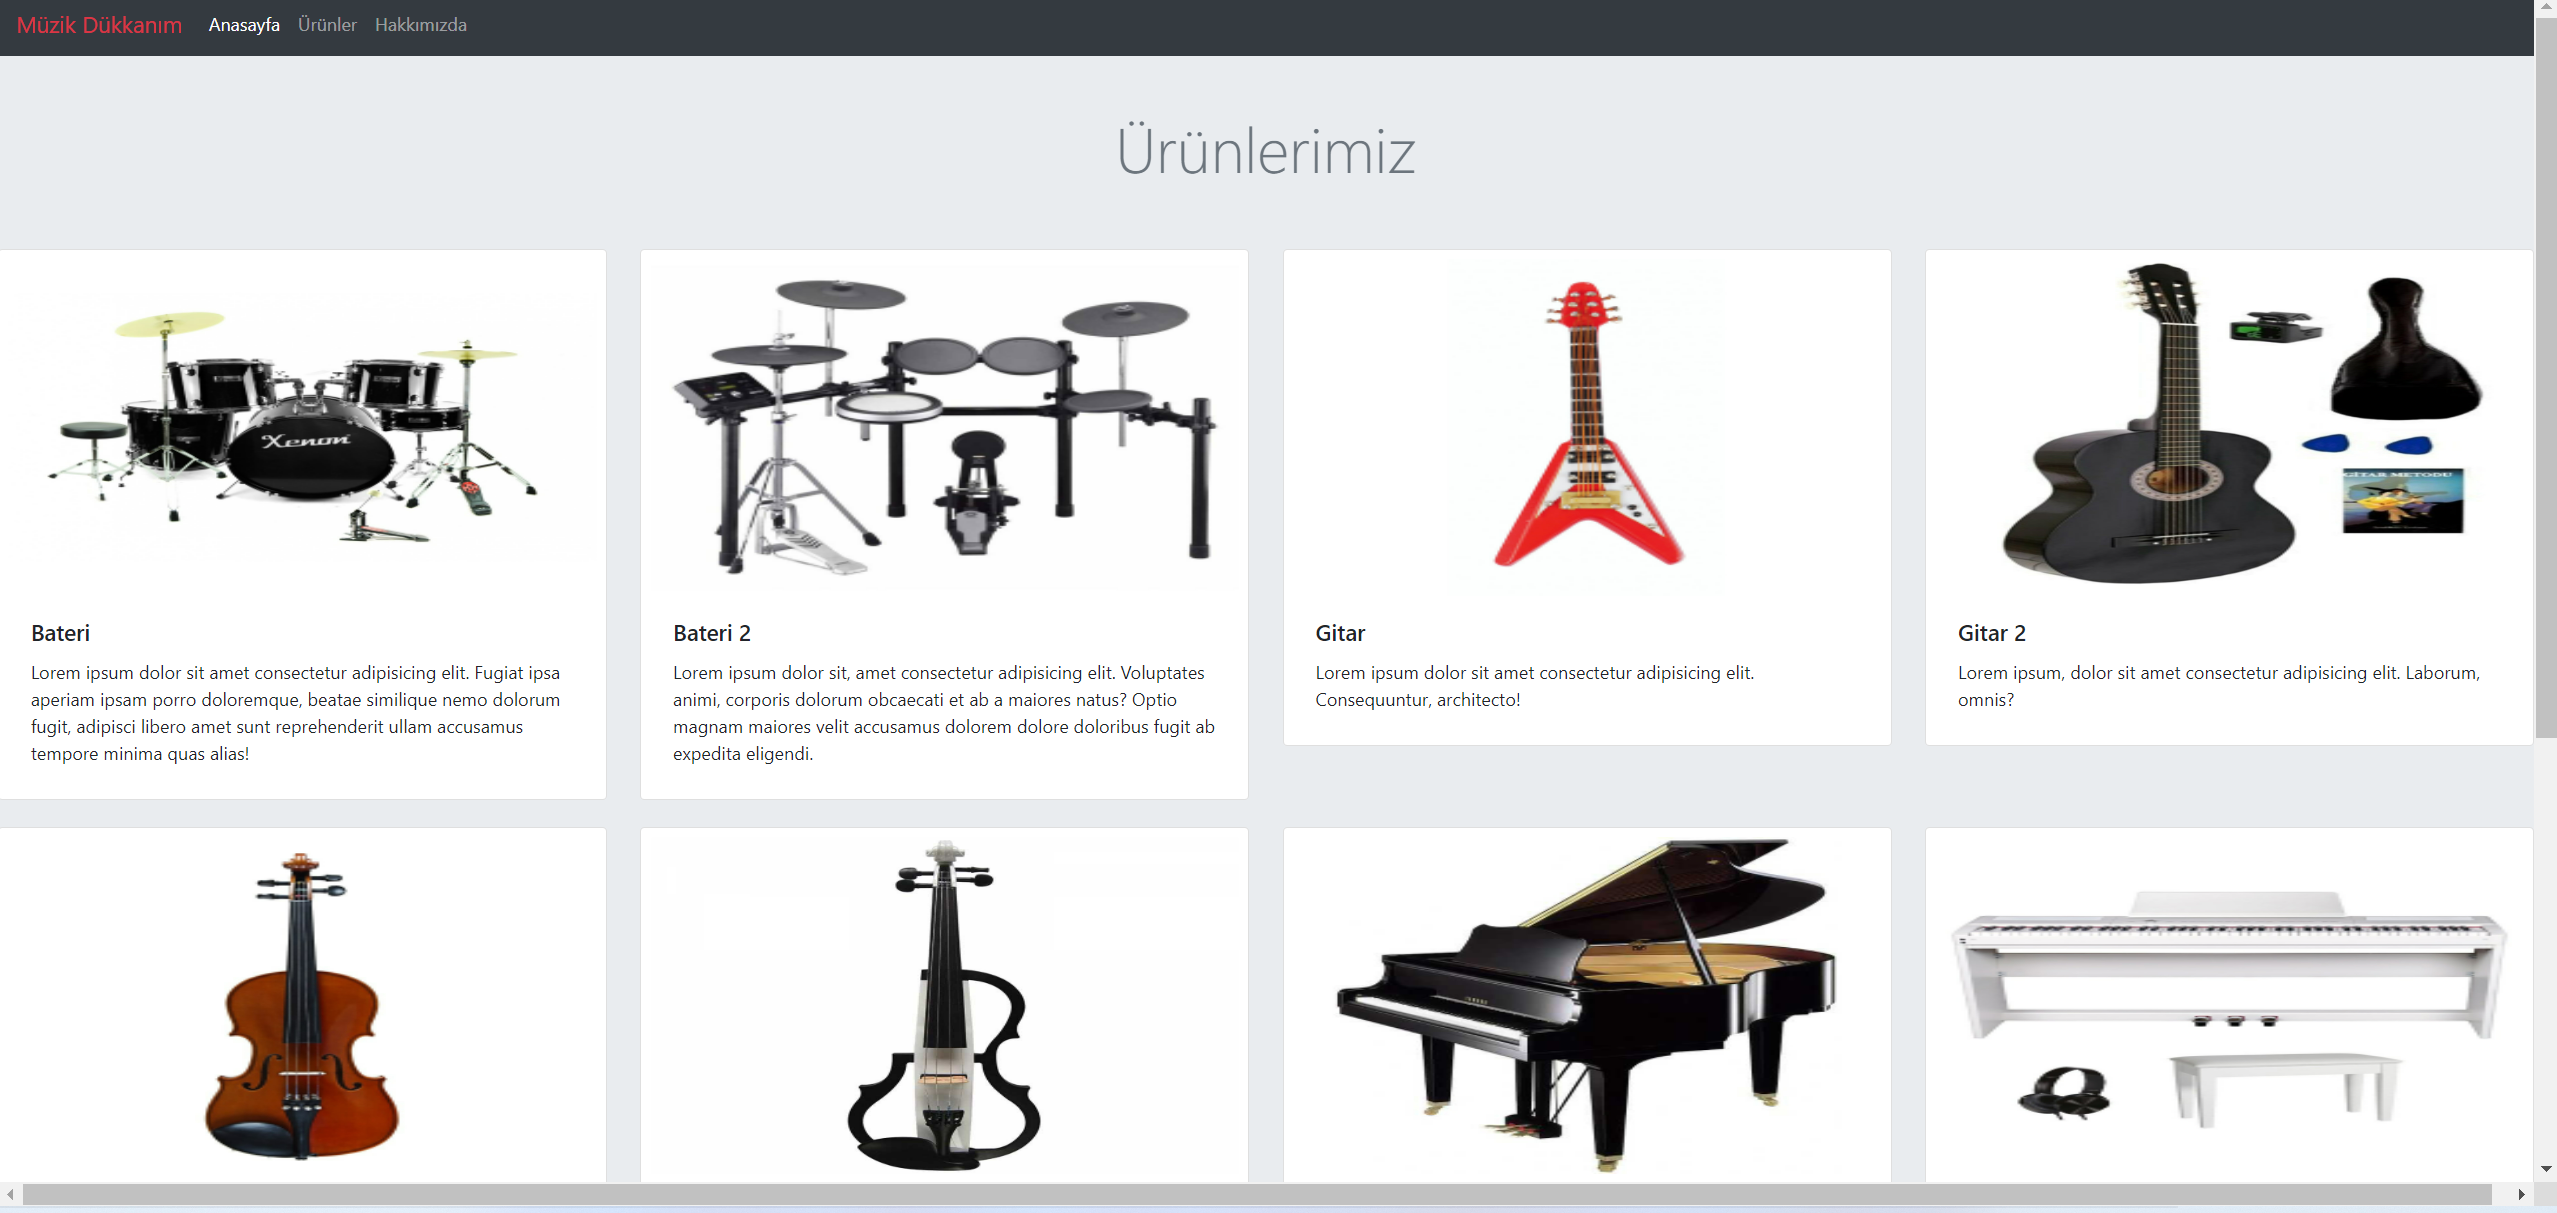 Müzik Dükkanım Anasayfa Ürünler Hakkımızda
Ürünlerimiz
Xenon
GİTAR METODU
Bateri
Lorem ipsum dolor sit amet consectetur adipisicing elit. Fugiat ipsa
aperiam ipsam porro doloremque, beatae similique nemo dolorum
fugit, adipisci libero amet sunt reprehenderit ullam accusamus
tempore minima quas alias!
Bateri 2
Lorem ipsum dolor sit, amet consectetur adipisicing elit. Voluptates
animi, corporis dolorum obcaecati et ab a maiores natus? Optio
magnam maiores velit accusamus dolorem dolore doloribus fugit ab
expedita eligendi.
Gitar
Lorem ipsum dolor sit amet consectetur adipisicing elit.
Consequuntur, architecto!
Gitar 2
Lorem ipsum, dolor sit amet consectetur adipisicing elit. Laborum,
omnis?